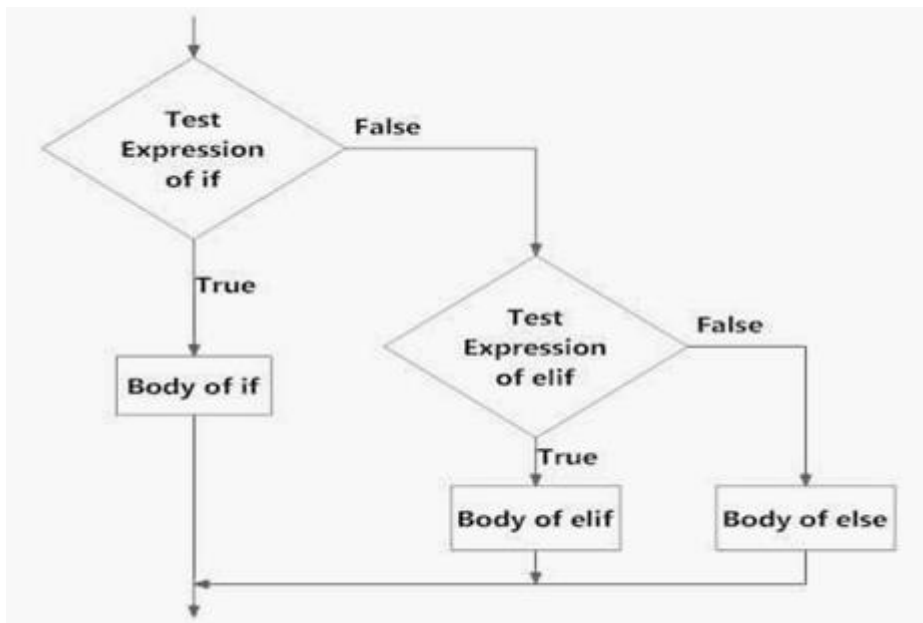 Test
Expression
of if
False
True
Body of if
Test
Expression
of elif
False
True
Body of elif
Body of else